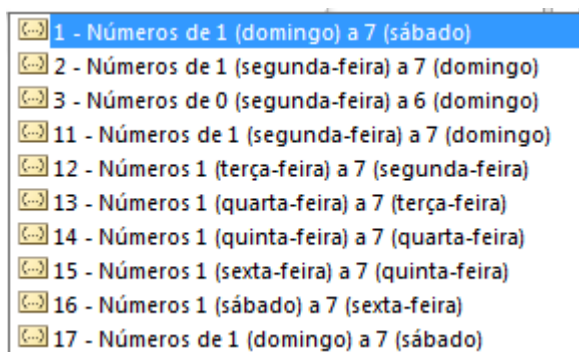 1 - Números de 1 (domingo) a 7 (sábado)
2 - Números de 1 (segunda-feira) a 7 (domingo)
3 - Números de 0 (segunda-feira) a 6 (domingo)
11 - Números de 1 (segunda-feira) a 7 (domingo)
12 - Números 1 (terça-feira) a 7 (segunda-feira)
13 - Números 1 (quarta-feira) a 7 (terça-feira)
14 - Números 1 (quinta-feira) a 7 (quarta-feira)
15 - Números 1 (sexta-feira) a 7 (quinta-feira)
16 - Números 1 (sábado) a 7 (sexta-feira)
17 - Números de 1 (domingo) a 7 (sábado)